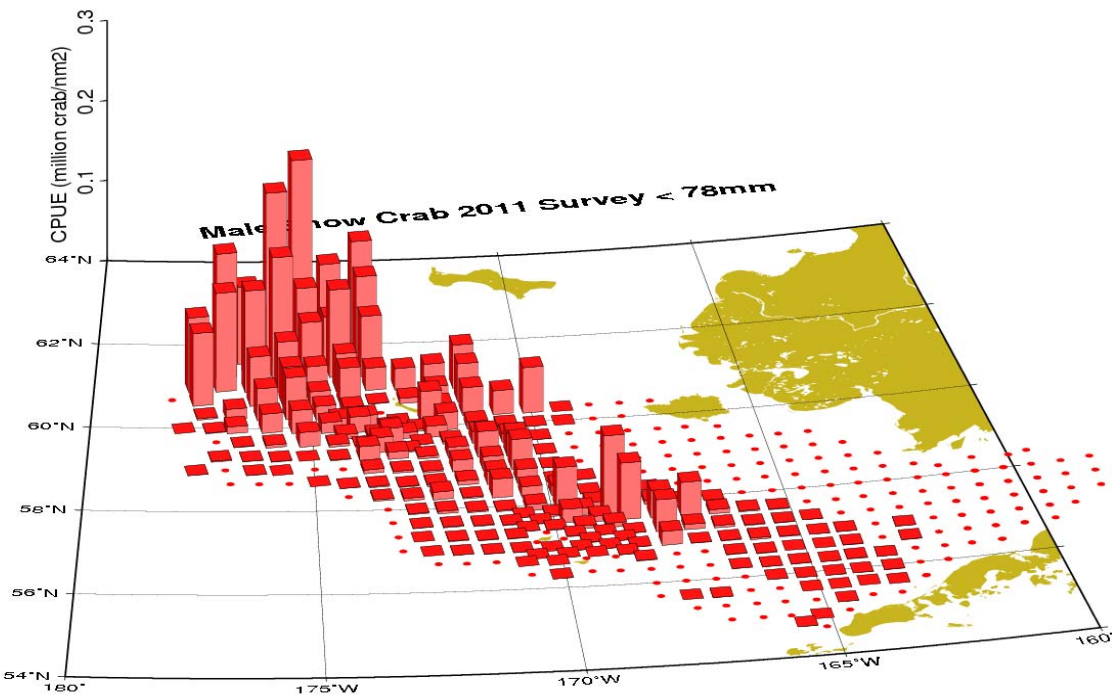 0.3
0.2
0.1
CPUE (million crab/nm2)
Male Snow Crab 2011 Survey < 78mm
64°N
62°N
60°N
58°N
56°N
54°N
180°
175°W
170°W
165°W
160°